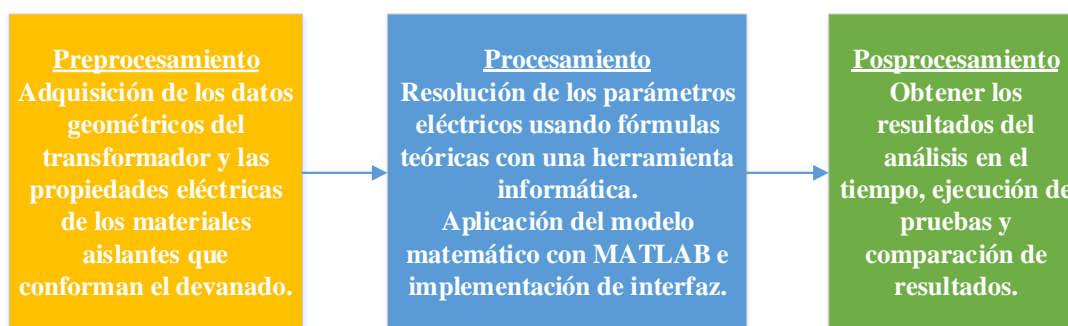 Preprocesamiento
Adquisición de los datos
geométricos del
transformador y las
propiedades eléctricas
de los materiales
aislantes que
conforman el devanado.
Procesamiento
Resolución de los parámetros
eléctricos usando fórmulas
teóricas con una herramienta
informática.
Aplicación del modelo
matemático con MATLAB e
implementación de interfaz.
Posprocesamiento
Obtener los
resultados del
análisis en el
tiempo, ejecución de
pruebas y
comparación de
resultados.